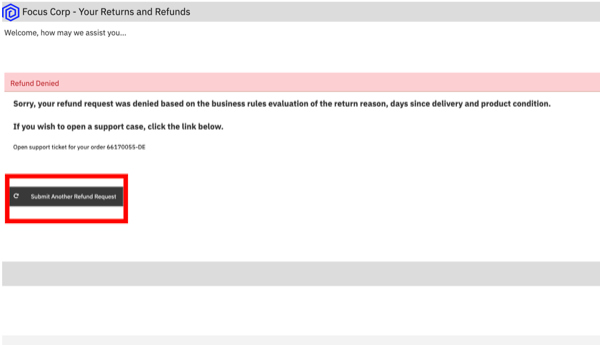 Focus Corp - Your Returns and Refunds
Welcome, how may we assist you...
Refund Denied
Sorry, your refund request was denied based on the business rules evaluation of the return reason, days since delivery and product condition.
If you wish to open a support case, click the link below.
Open support ticket for your order 66170055-DE
Submit Another Refund Request